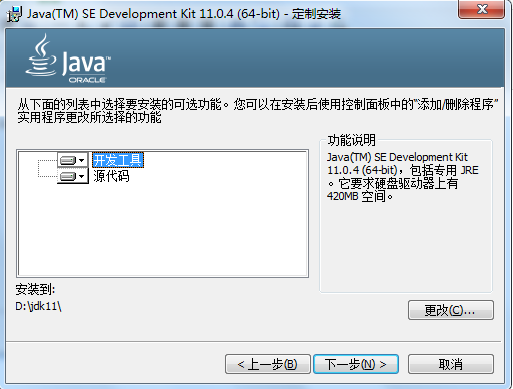 Java(TM) SE Development Kit 11.0.4 (64-bit) - 定制安装
Java™
ORACLE
从下面的列表中选择要安装的可选功能。您可以在安装后使用控制面板中的"添加/删除程序"
实用程序更改所选择的功能
开发工具
源代码
功能说明
Java(TM) SE Development Kit
11.0.4 (64-bit)，包括专用 JRE
。它要求硬盘驱动器上有
420MB 空间。
安装到:
D:\jdk11\
更改(C)...
< 上一步(B)
下一步(N) >
取消